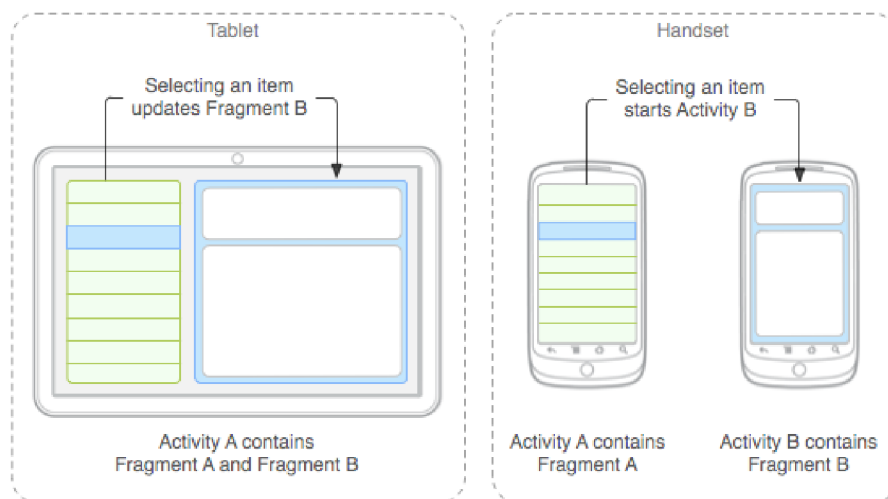 Tablet
Selecting an item
updates Fragment B
Activity A contains
Fragment A and Fragment B
Handset
Selecting an item
starts Activity B
Activity A contains
Fragment A
Activity B contains
Fragment B